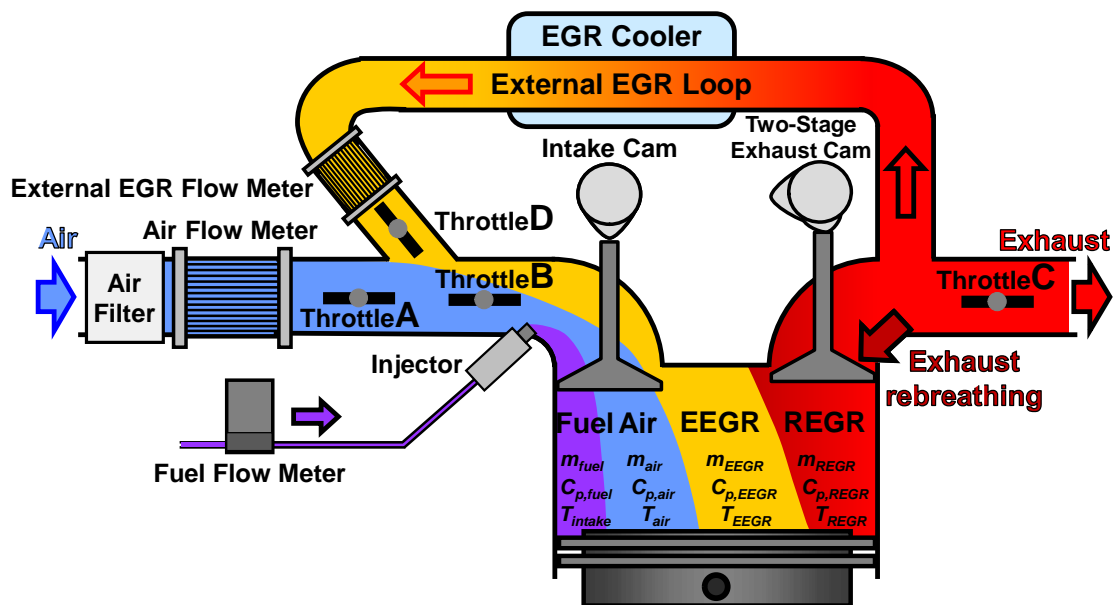 EGR Cooler
External EGR Loop
Two-Stage
Exhaust Cam
Intake Cam
External EGR Flow Meter
Air Flow Meter
Air
ThrottleD
ThrottleB
ThrottleA
Exhaust
ThrottleC
Air
Filter
Injector
Exhaust
rebreathing
Fuel Flow Meter
Fuel Air EEGR REGR
m_fuel m_air m_EEGR m_REGR
C_p,fuel C_p,air C_p,EEGR C_p,REGR
T_intake T_air T_EEGR T_REGR